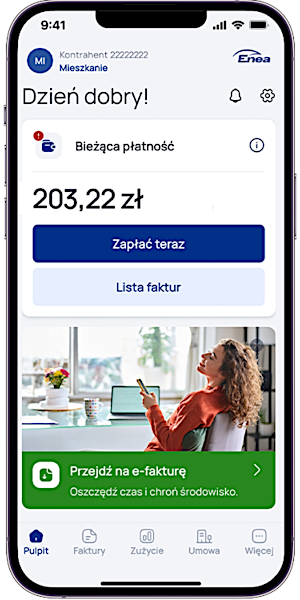 9:41
MI
Kontrahent 22222222
Mieszkanie
Enea
Dzień dobry!
Bieżąca płatność
203,22 zł
Zapłać teraz
Lista faktur
Przejdź na e-fakturę
Oszczędź czas i chroń środowisko.
Pulpit
Faktury
Zużycie
Umowa
Więcej